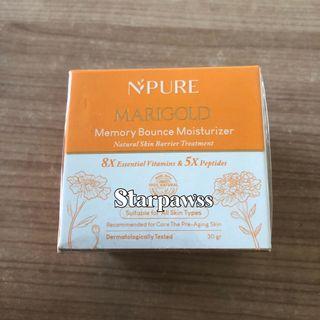 N'PURE
MARIGOLD
Memory Bounce Moisturizer
Natural Skin Barrier Treatment
8X Essential Vitamins & 5X Peptides
Starpawss
Suitable for All Skin Types
Recommended for Care The Pre-Aging Skin
Dermatologically Tested
30 gr